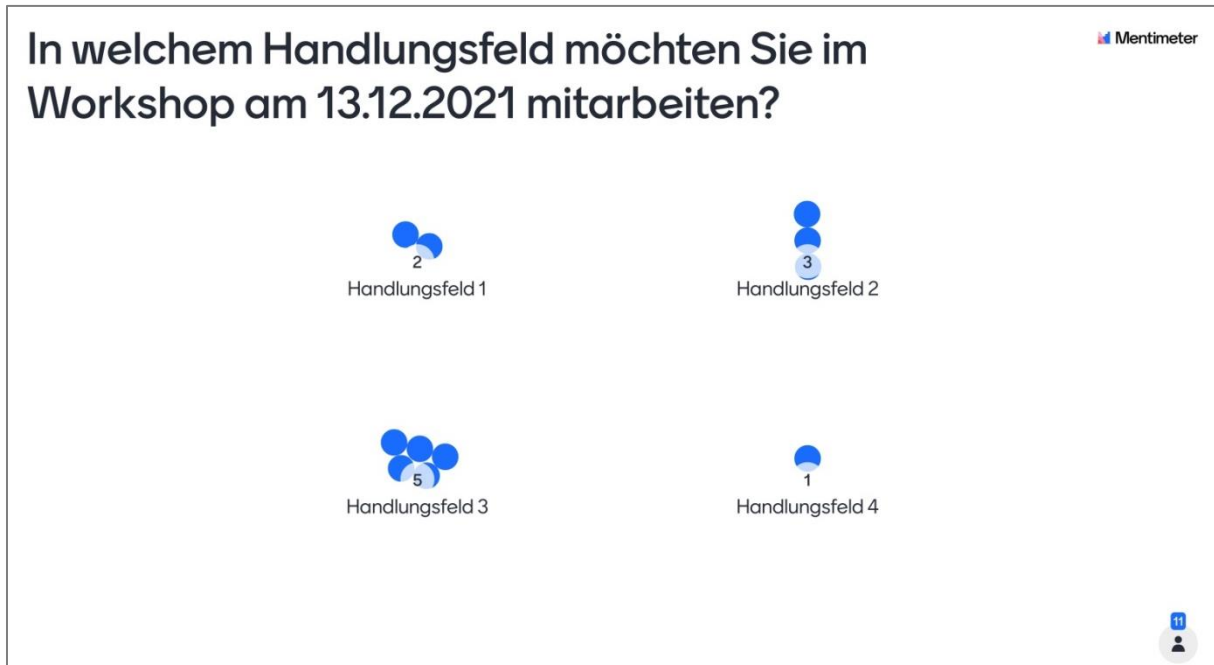 In welchem Handlungsfeld möchten Sie im
Workshop am 13.12.2021 mitarbeiten?
Mentimeter
2
Handlungsfeld 1
3
Handlungsfeld 2
5
Handlungsfeld 3
1
Handlungsfeld 4
11